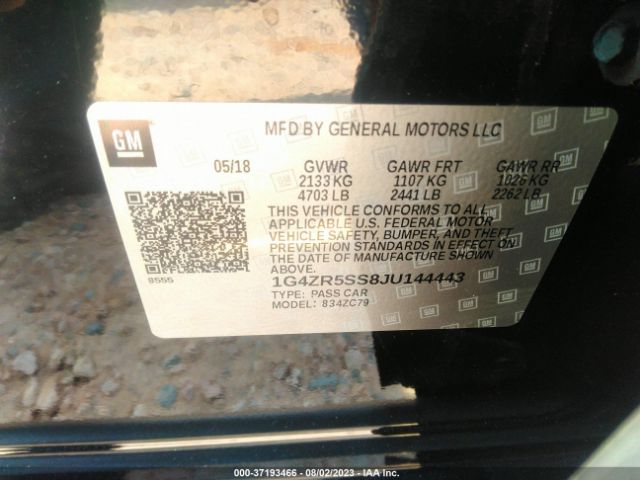 GM
MFD BY GENERAL MOTORS LLC
05/18 GVWR GAWR FRT GAWR RR
2133 KG 1107 KG 1026 KG
4703 LB 2441 LB 2262 LB
THIS VEHICLE CONFORMS TO ALL
APPLICABLE U.S. FEDERAL MOTOR
VEHICLE SAFETY, BUMPER, AND THEFT
PREVENTION STANDARDS IN EFFECT ON
THE DATE OF MANUFACTURE SHOWN
ABOVE.
8555
1G4ZR5SS8JU144443
TYPE: PASS CAR
MODEL: 834ZC79
000-37193466 - 08/02/2023 - IAA Inc.